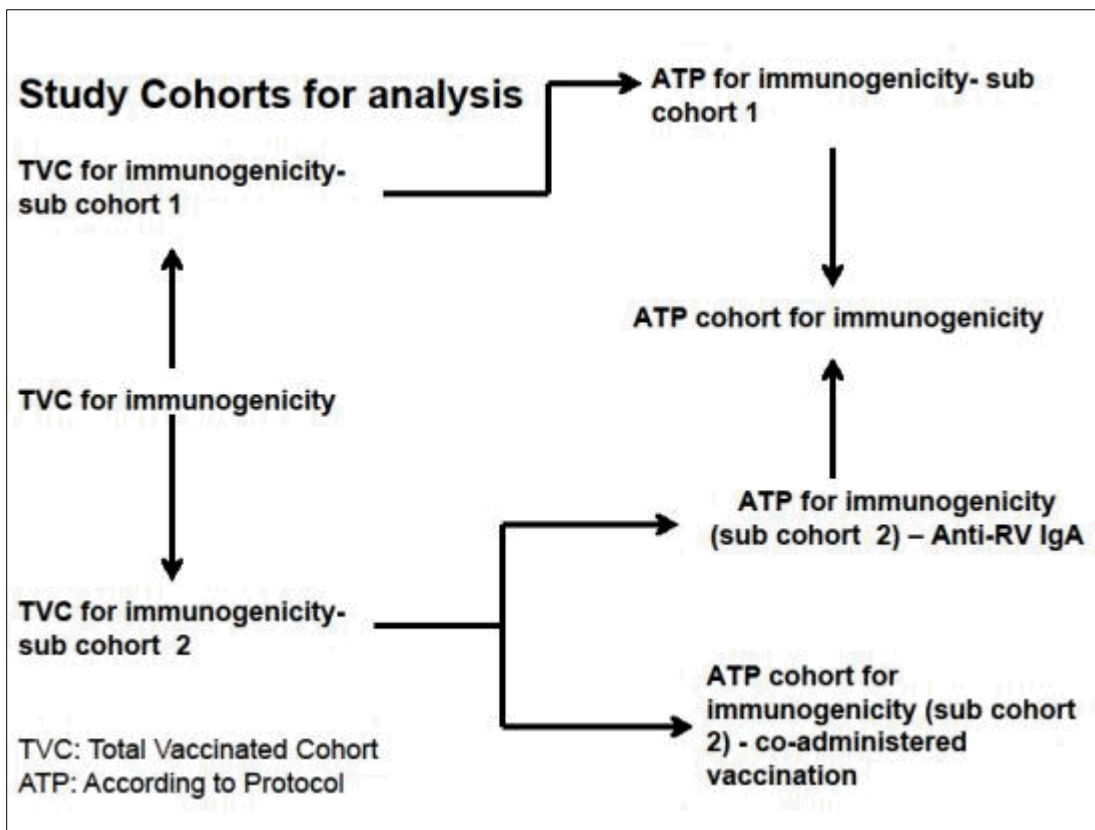 Study Cohorts for analysis
TVC for immunogenicity-
sub cohort 1
ATP for immunogenicity- sub
cohort 1
ATP cohort for immunogenicity
TVC for immunogenicity
ATP for immunogenicity
(sub cohort 2) – Anti-RV IgA
TVC for immunogenicity-
sub cohort 2
ATP cohort for
immunogenicity (sub cohort
2) - co-administered
vaccination
TVC: Total Vaccinated Cohort
ATP: According to Protocol